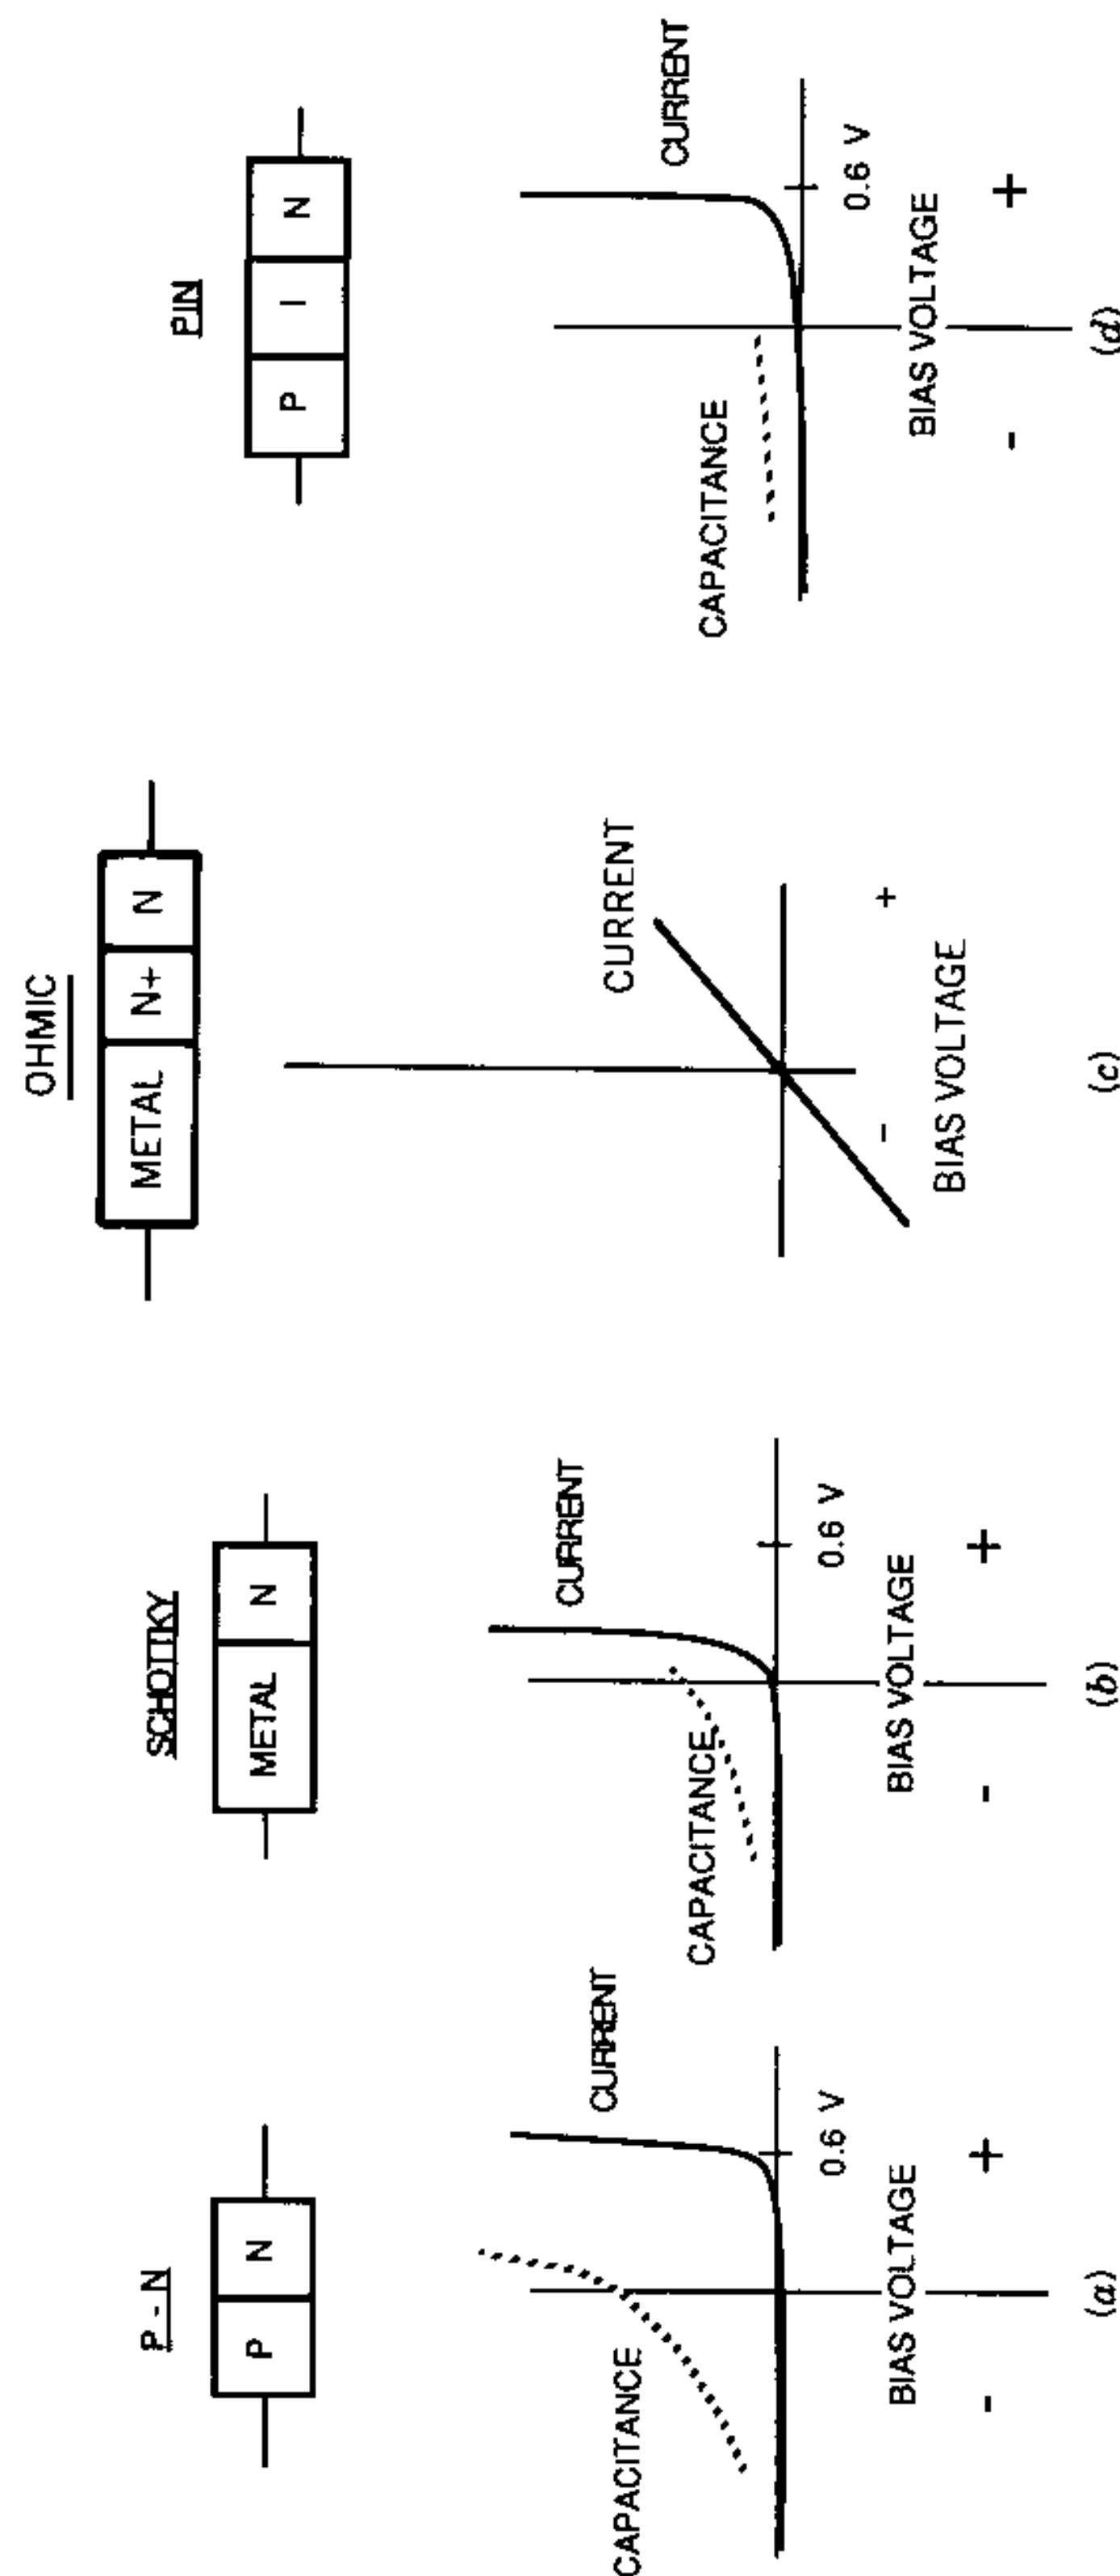 P - N
P N
CAPACITANCE
CURRENT
0.6 V
BIAS VOLTAGE
- +
(a)
SCHOTTKY
METAL N
CAPACITANCE
CURRENT
0.6 V
BIAS VOLTAGE
- +
(b)
OHMIC
METAL N+ N
CURRENT
- +
BIAS VOLTAGE
(c)
PIN
P I N
CAPACITANCE
CURRENT
0.6 V
BIAS VOLTAGE
- +
(d)